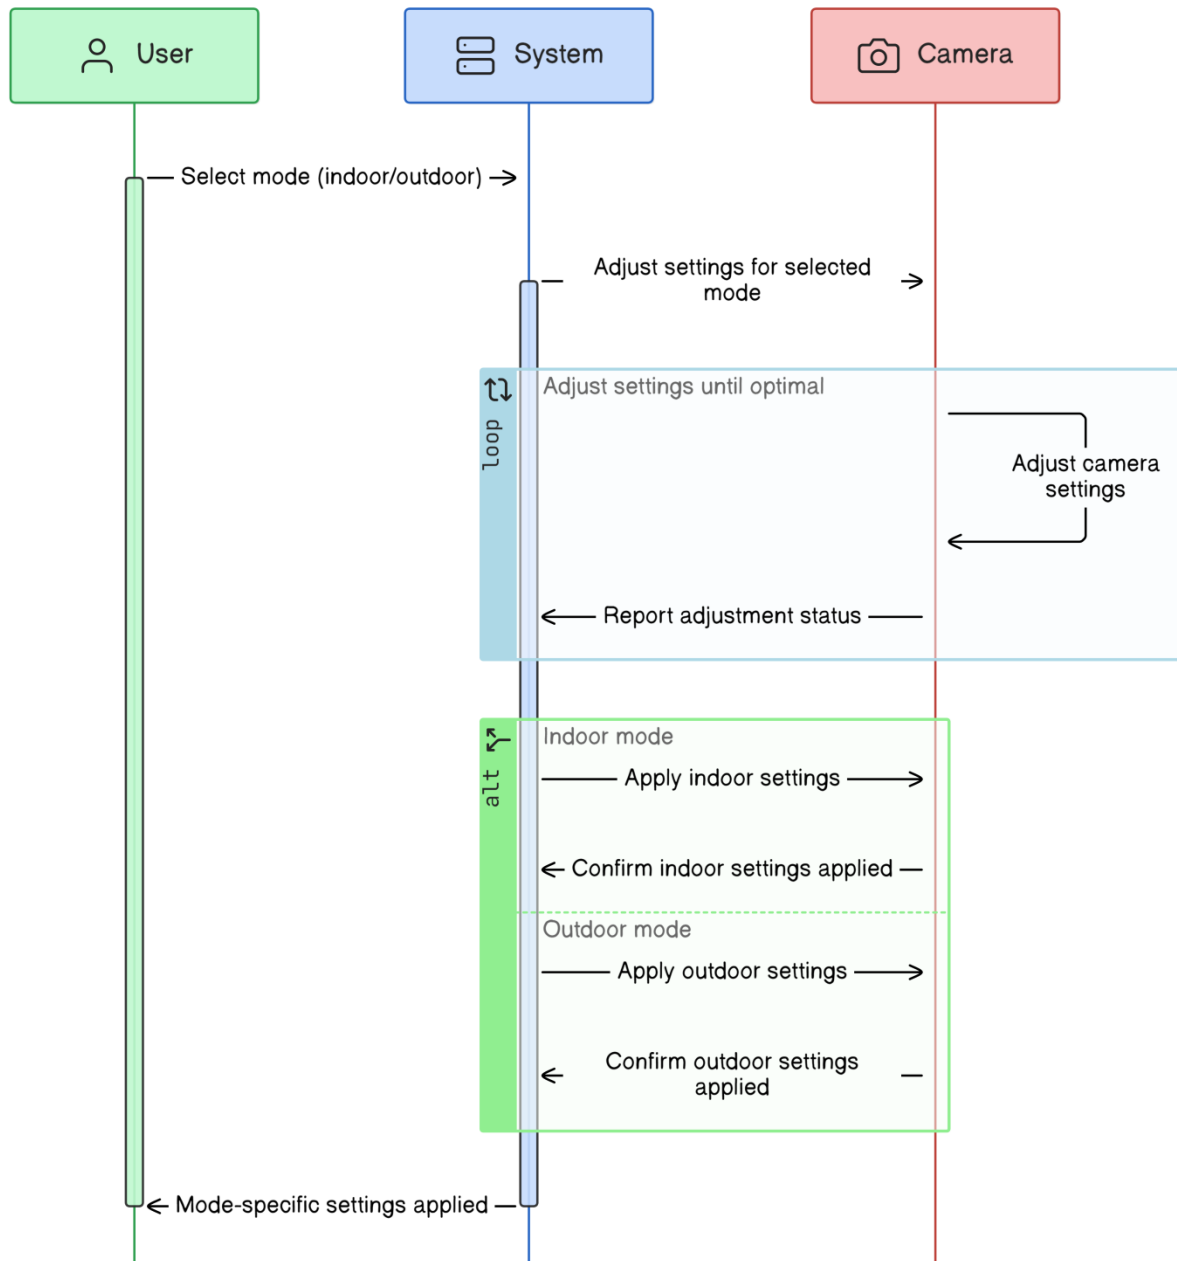 User
System
Camera
Select mode (indoor/outdoor)
Adjust settings for selected
mode
loop
Adjust settings until optimal
Adjust camera
settings
Report adjustment status
alt
Indoor mode
Apply indoor settings
Confirm indoor settings applied
Outdoor mode
Apply outdoor settings
Confirm outdoor settings
applied
Mode-specific settings applied